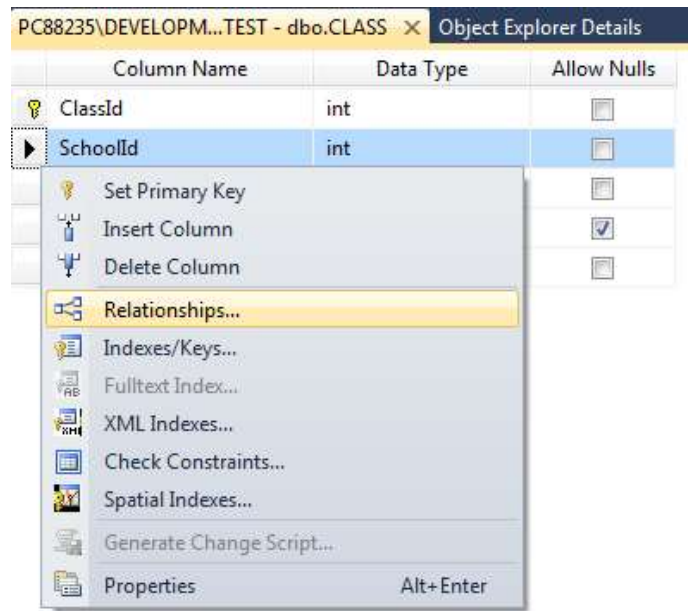 PC88235\DEVELOPM...TEST - dbo.CLASS Object Explorer Details
Column Name Data Type Allow Nulls
ClassId int
SchoolId int
Set Primary Key
Insert Column
Delete Column
Relationships...
Indexes/Keys...
Fulltext Index...
XML Indexes...
Check Constraints...
Spatial Indexes...
Generate Change Script...
Properties Alt+Enter